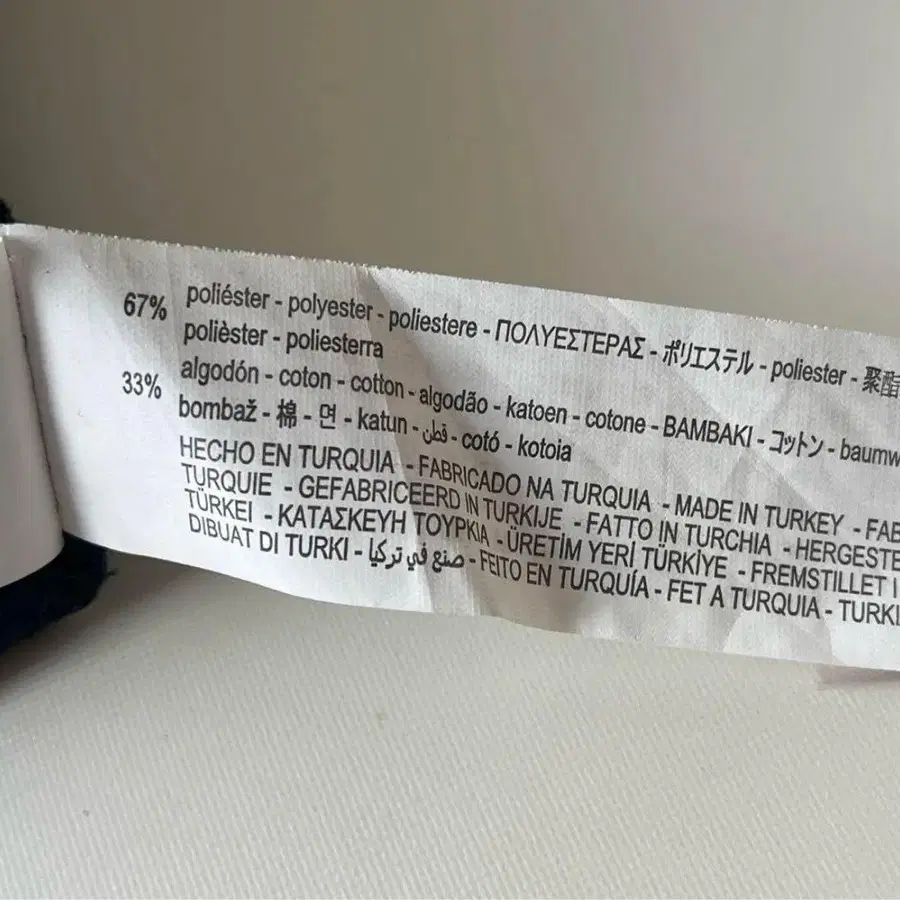 67% poliéster - polyester - poliestere - ΠΟΛΥΕΣΤΕΡΑΣ - ポリエステル - poliester - 聚酯
polièster - poliesterra
33% algodón - coton - cotton - algodão - katoen - cotone - BAMBAKI - コットン - baumw
bombaž - 棉 - 면 - katun - قطن - cotó - kotoia
HECHO EN TURQUIA - FABRICADO NA TURQUIA - MADE IN TURKEY - FAB
TURQUIE - GEFABRICEERD IN TURKIJE - FATTO IN TURCHIA - HERGESTE
TÜRKEI - ΚΑΤΑΣΚΕΥΗ ΤΟΥΡΚΙΑ - ÜRETİM YERİ TÜRKİYE - FREMSTILLET I
DIBUAT DI TURKI - صنع في تركيا - FEITO EN TURQUÍA - FET A TURQUIA - TURKI